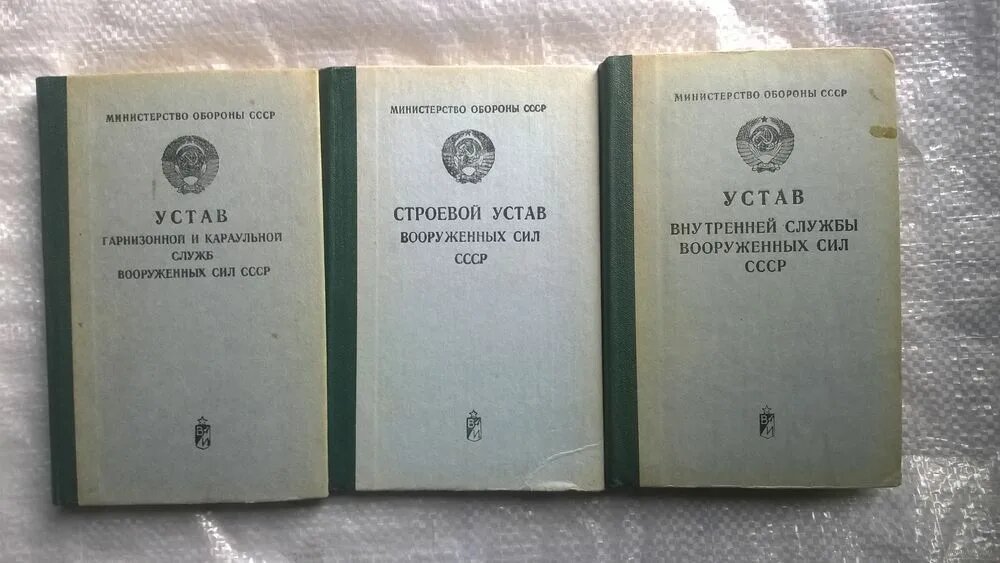 МИНИСТЕРСТВО ОБОРОНЫ СССР
УСТАВ
ГАРНИЗОННОЙ И КАРАУЛЬНОЙ
СЛУЖБ
ВООРУЖЕННЫХ СИЛ СССР
МИНИСТЕРСТВО ОБОРОНЫ СССР
СТРОЕВОЙ УСТАВ
ВООРУЖЕННЫХ СИЛ
СССР
МИНИСТЕРСТВО ОБОРОНЫ СССР
УСТАВ
ВНУТРЕННЕЙ СЛУЖБЫ
ВООРУЖЕННЫХ СИЛ
СССР